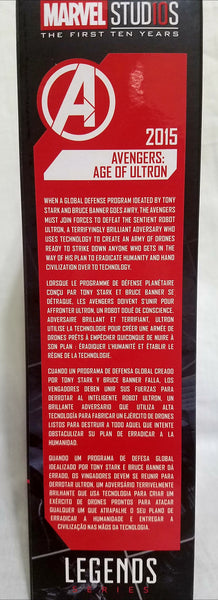 MARVEL STUDIOS
THE FIRST TEN YEARS
2015
AVENGERS:
AGE OF ULTRON
WHEN A GLOBAL DEFENSE PROGRAM IDEATED BY TONY
STARK AND BRUCE BANNER GOES AWRY, THE AVENGERS
MUST JOIN FORCES TO DEFEAT THE SENTIENT ROBOT
ULTRON, A TERRIFYINGLY BRILLIANT ADVERSARY WHO
USES TECHNOLOGY TO CREATE AN ARMY OF DRONES
READY TO STRIKE DOWN ANYONE WHO GETS IN THE
WAY OF HIS PLAN TO ERADICATE HUMANITY AND HAND
CIVILIZATION OVER TO TECHNOLOGY.
LORSQUE LE PROGRAMME DE DÉFENSE PLANÉTAIRE
CONÇU PAR TONY STARK ET BRUCE BANNER SE
DÉTRAQUE, LES AVENGERS DOIVENT S'UNIR POUR
AFFRONTER ULTRON, UN ROBOT DOUÉ DE CONSCIENCE.
ADVERSAIRE BRILLANT ET TERRIFIANT, ULTRON
UTILISE LA TECHNOLOGIE POUR CRÉER UNE ARMÉE DE
DRONES PRÊTS À EMPÊCHER QUICONQUE DE NUIRE À
SON PLAN : ÉRADIQUER L'HUMANITÉ ET ÉTABLIR LE
RÈGNE DE LA TECHNOLOGIE.
CUANDO UN PROGRAMA DE DEFENSA GLOBAL CREADO
POR TONY STARK Y BRUCE BANNER FALLA, LOS
VENGADORES DEBEN UNIR SUS FUERZAS PARA
DERROTAR AL INTELIGENTE ROBOT ULTRON, UN
BRILLANTE ADVERSARIO QUE UTILIZA ALTA
TECNOLOGÍA PARA FABRICAR UN EJÉRCITO DE DRONES
LISTOS PARA DESTRUIR A TODO AQUEL QUE INTENTE
OBSTACULIZAR SU PLAN DE ERRADICAR A LA
HUMANIDAD.
QUANDO UM PROGRAMA DE DEFESA GLOBAL
IDEALIZADO POR TONY STARK E BRUCE BANNER DÁ
ERRADO, OS VINGADORES DEVEM SE REUNIR PARA
DERROTAR ULTRON, UM ADVERSÁRIO TERRIVELMENTE
BRILHANTE QUE USA TECNOLOGIA PARA CRIAR UM
EXÉRCITO DE DRONES PRONTOS PARA ATACAR
QUALQUER UM QUE ATRAPALHE O SEU PLANO DE
ERRADICAR A HUMANIDADE E ENTREGAR A
CIVILIZAÇÃO NAS MÃOS DA TECNOLOGIA.
LEGENDS
SERIES